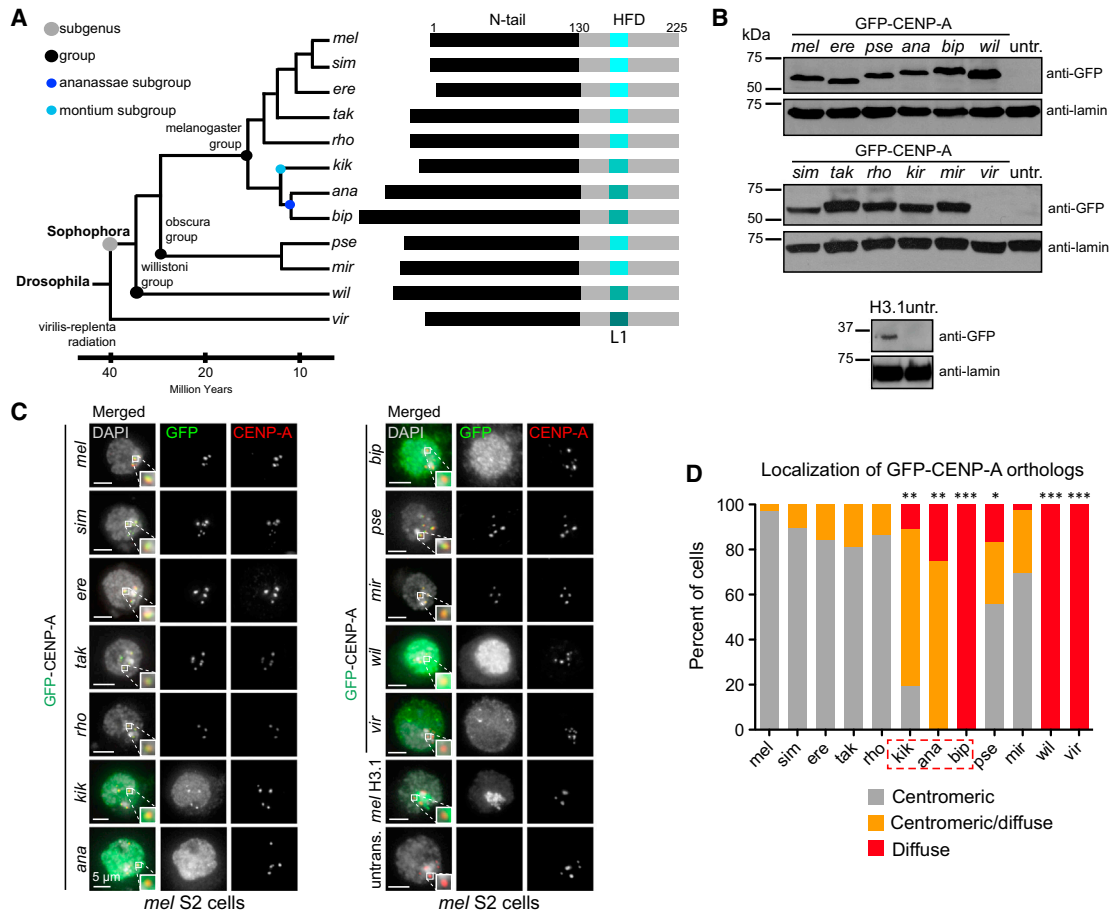 A
subgenus
group
ananassae subgroup
montium subgroup
melanogaster
group
obscura
group
Sophophora
willistoni
group
Drosophila
virilis-replenta
radiation
40
20
10
Million Years
mel
sim
ere
tak
rho
kik
ana
bip
pse
mir
wil
vir
1
N-tail
130
HFD
225
L1
B
GFP-CENP-A
kDa
mel ere pse ana bip wil untr.
75
50
anti-GFP
75
anti-lamin
GFP-CENP-A
sim tak rho kir mir vir untr.
75
50
anti-GFP
75
anti-lamin
H3.1untr.
37
anti-GFP
75
anti-lamin
C
Merged
DAPI GFP CENP-A
GFP-CENP-A
mel
sim
ere
tak
rho
kik
ana
5 µm
mel S2 cells
Merged
DAPI GFP CENP-A
GFP-CENP-A
bip
pse
mir
wil
vir
mel H3.1
untrans.
mel S2 cells
D
Localization of GFP-CENP-A orthologs
** ** *** * *** ***
Percent of cells
100
80
60
40
20
0
mel sim ere tak rho kik ana bip pse mir wil vir
Centromeric
Centromeric/diffuse
Diffuse